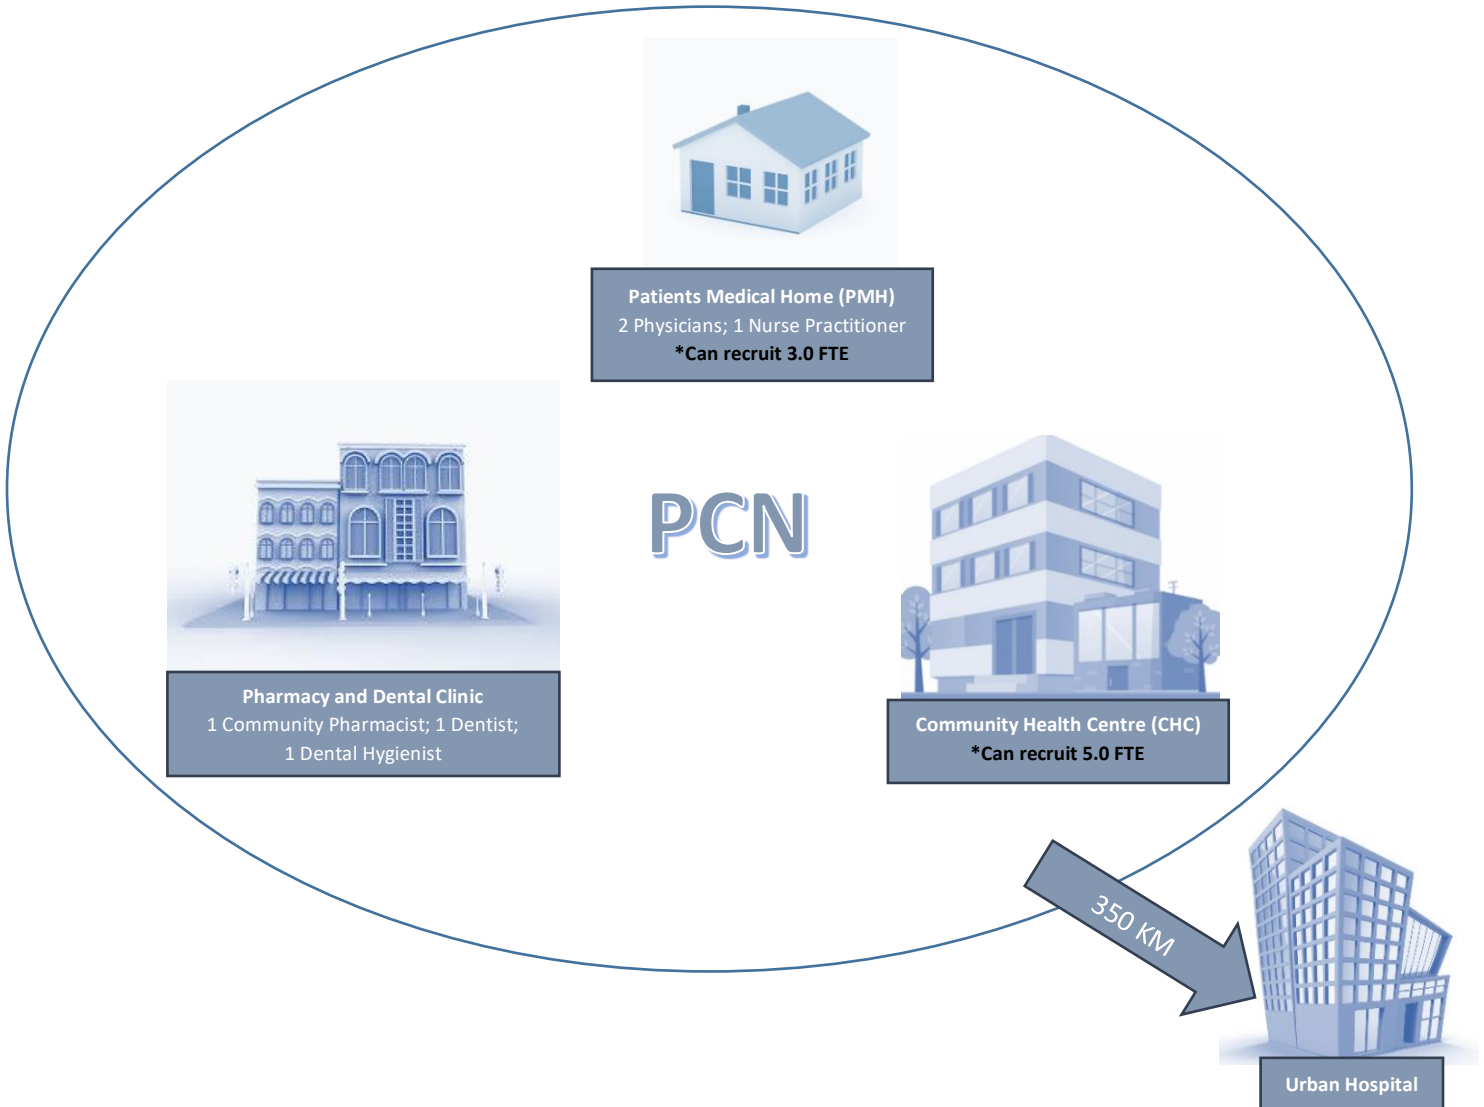 Patients Medical Home (PMH)
2 Physicians; 1 Nurse Practitioner
*Can recruit 3.0 FTE
PCN
Pharmacy and Dental Clinic
1 Community Pharmacist; 1 Dentist;
1 Dental Hygienist
Community Health Centre (CHC)
*Can recruit 5.0 FTE
350 KM
Urban Hospital